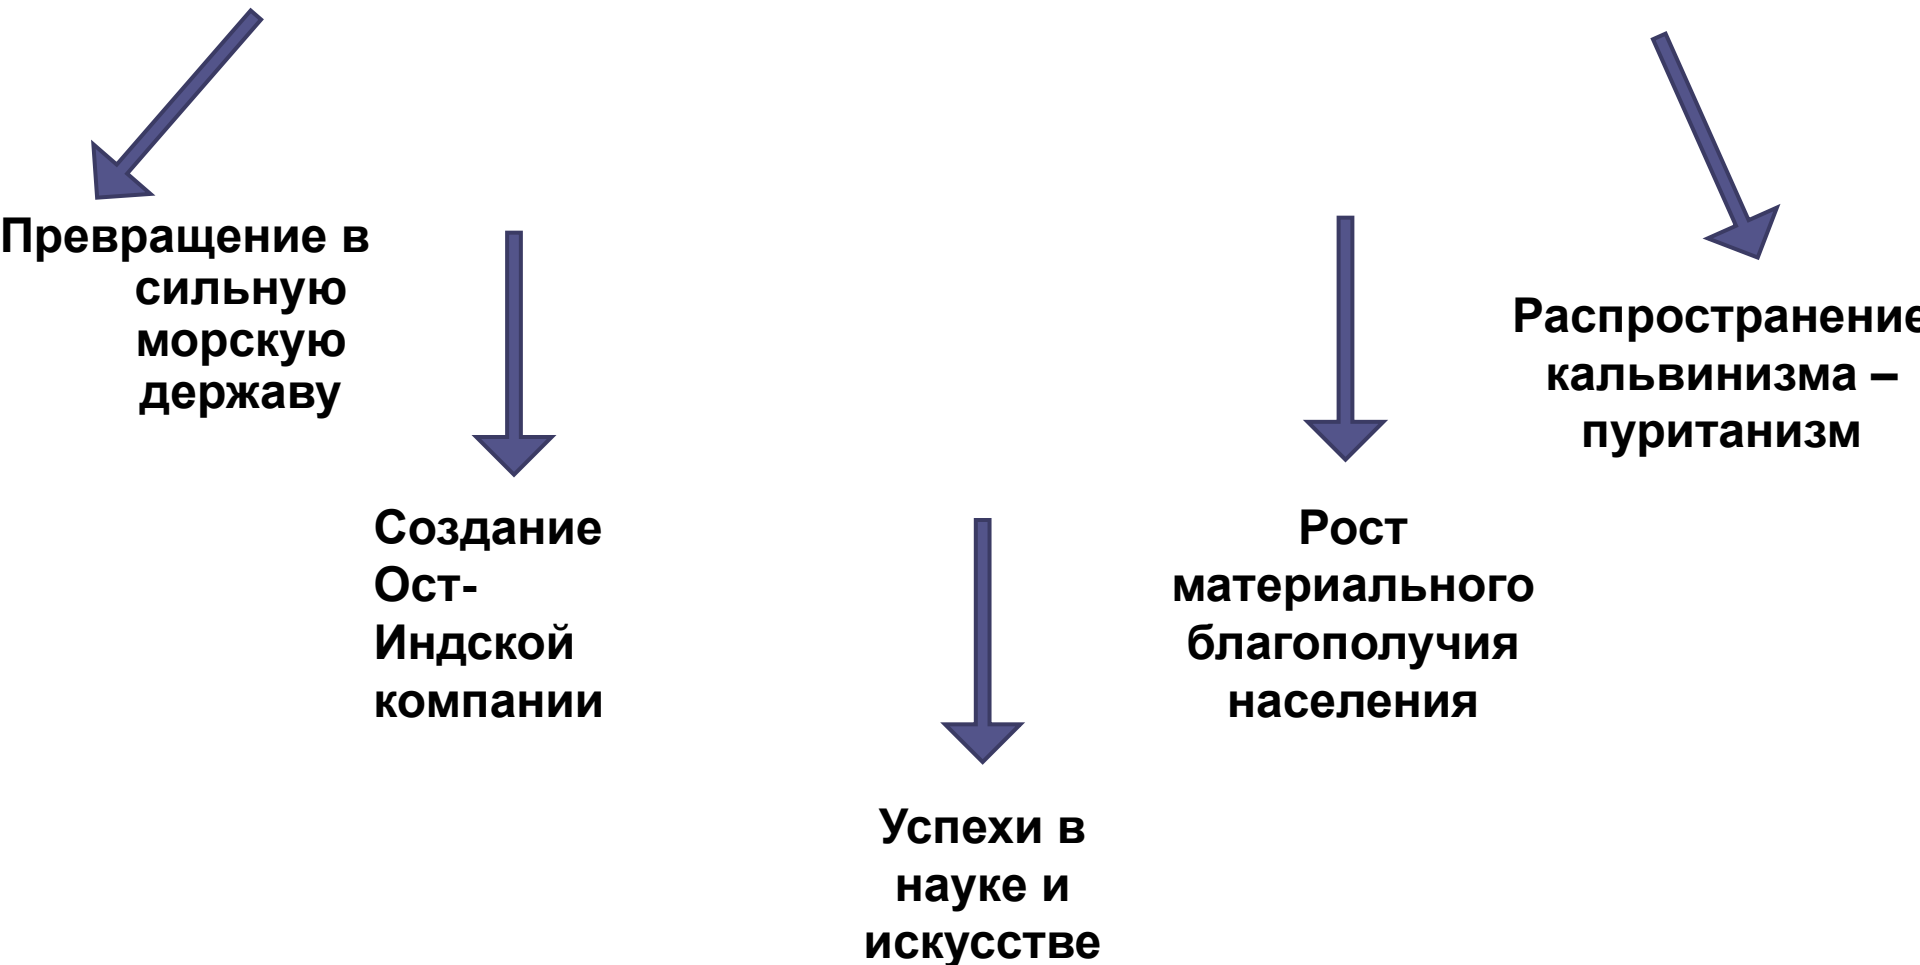 Превращение в
сильную
морскую
державу
Создание
Ост-
Индской
компании
Успехи в
науке и
искусстве
Рост
материального
благополучия
населения
Распространение
кальвинизма –
пуританизм